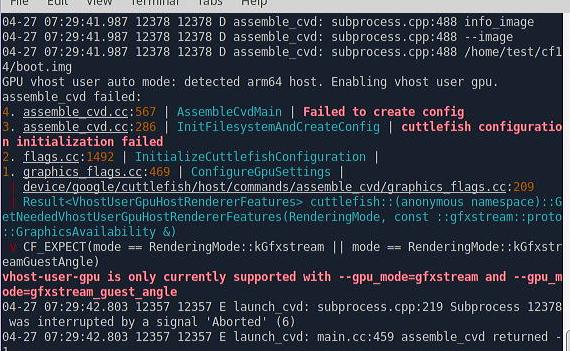 File Edit View Terminal Tabs Help
04-27 07:29:41.987 12378 12378 D assemble_cvd: subprocess.cpp:488 info_image
04-27 07:29:41.987 12378 12378 D assemble_cvd: subprocess.cpp:488 --image
04-27 07:29:41.987 12378 12378 D assemble_cvd: subprocess.cpp:488 /home/test/cf1
4/boot.img
GPU vhost user auto mode: detected arm64 host. Enabling vhost user gpu.
assemble_cvd failed:
4. assemble_cvd.cc:567 | AssembleCvdMain | Failed to create config
3. assemble_cvd.cc:286 | InitFilesystemAndCreateConfig | cuttlefish configuratio
n initialization failed
2. flags.cc:1492 | InitializeCuttlefishConfiguration |
1. graphics_flags.cc:469 | ConfigureGpuSettings |
| device/google/cuttlefish/host/commands/assemble_cvd/graphics_flags.cc:209
| Result<VhostUserGpuHostRendererFeatures> cuttlefish::(anonymous namespace)::G
etNeededVhostUserGpuHostRendererFeatures(RenderingMode, const ::gfxstream::proto
::GraphicsAvailability &)
v CF_EXPECT(mode == RenderingMode::kGfxstream || mode == RenderingMode::kGfxstr
eamGuestAngle)
vhost-user-gpu is only currently supported with --gpu_mode=gfxstream and --gpu_m
ode=gfxstream_guest_angle
04-27 07:29:42.803 12357 12357 E launch_cvd: subprocess.cpp:219 Subprocess 12378
was interrupted by a signal 'Aborted' (6)
04-27 07:29:42.803 12357 12357 E launch_cvd: main.cc:459 assemble_cvd returned -
1